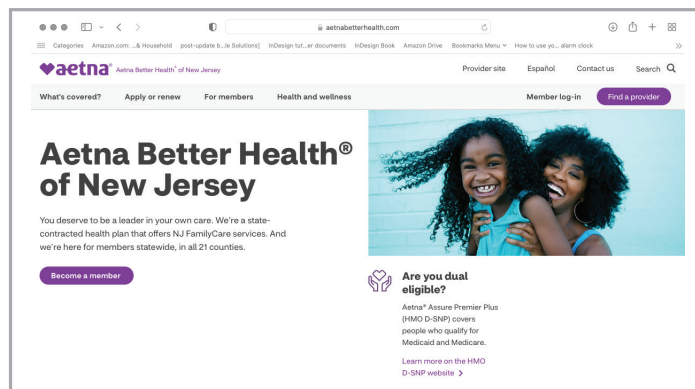 aetnabetterhealth.com
Categories Amazon.com: ...& Household post-update b...le Solutions] InDesign tut...er documents InDesign Book Amazon Drive Bookmarks Menu How to use yo... alarm clock
aetna® Aetna Better Health® of New Jersey
Provider site Español Contact us Search
What's covered? Apply or renew For members Health and wellness Member log-in Find a provider
Aetna Better Health®
of New Jersey
You deserve to be a leader in your own care. We're a state-
contracted health plan that offers NJ FamilyCare services. And
we're here for members statewide, in all 21 counties.
Become a member
Are you dual
eligible?
Aetna® Assure Premier Plus
(HMO D-SNP) covers
people who qualify for
Medicaid and Medicare.
Learn more on the HMO
D-SNP website >